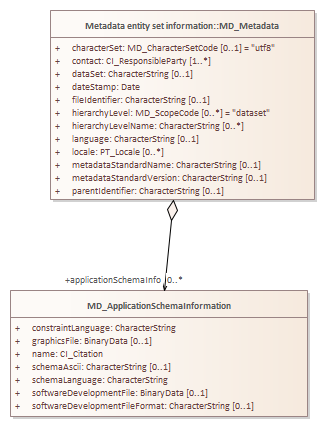 Metadata entity set information::MD_Metadata
+ characterSet: MD_CharacterSetCode [0..1] = "utf8"
+ contact: CI_ResponsibleParty [1..*]
+ dataSet: CharacterString [0..1]
+ dateStamp: Date
+ fileIdentifier: CharacterString [0..1]
+ hierarchyLevel: MD_ScopeCode [0..*] = "dataset"
+ hierarchyLevelName: CharacterString [0..*]
+ language: CharacterString [0..1]
+ locale: PT_Locale [0..*]
+ metadataStandardName: CharacterString [0..1]
+ metadataStandardVersion: CharacterString [0..1]
+ parentIdentifier: CharacterString [0..1]
+applicationSchemaInfo 0..*
MD_ApplicationSchemaInformation
+ constraintLanguage: CharacterString
+ graphicsFile: BinaryData [0..1]
+ name: CI_Citation
+ schemaAscii: CharacterString [0..1]
+ schemaLanguage: CharacterString
+ softwareDevelopmentFile: BinaryData [0..1]
+ softwareDevelopmentFileFormat: CharacterString [0..1]